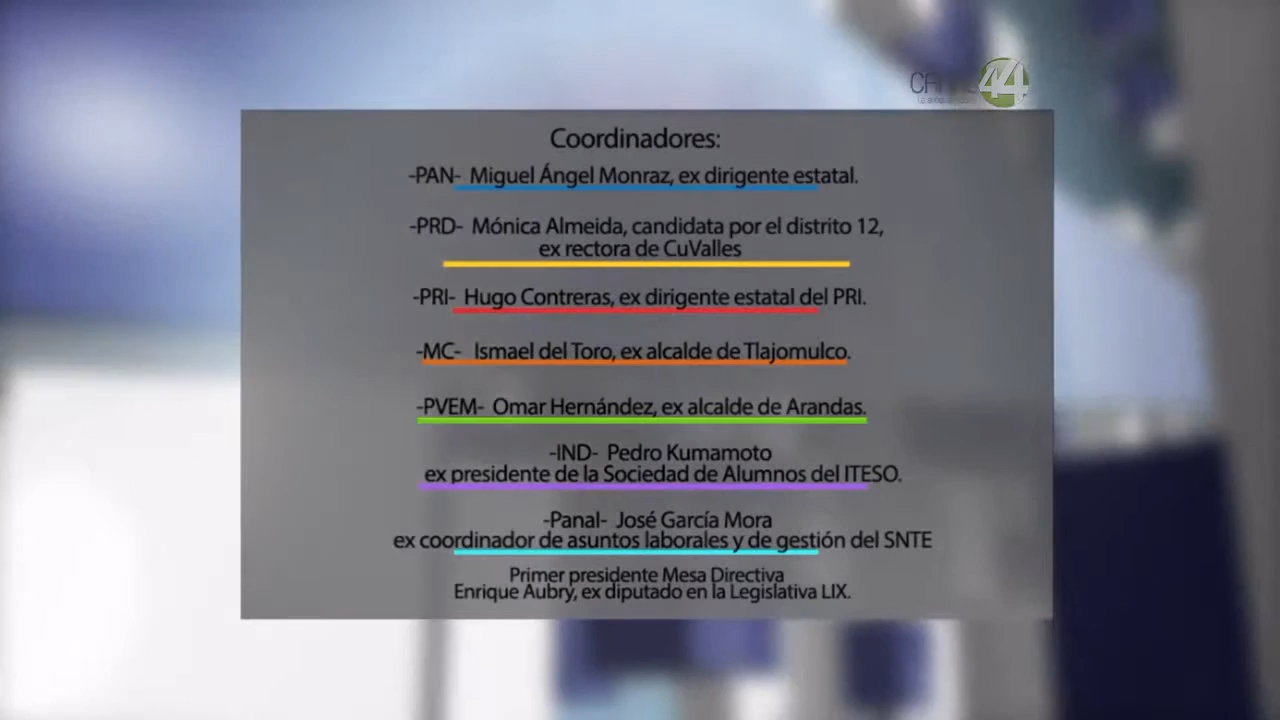 CANAL 44
Coordinadores:
-PAN- Miguel Ángel Monraz, ex dirigente estatal.
-PRD- Mónica Almeida, candidata por el distrito 12,
ex rectora de CuValles
-PRI- Hugo Contreras, ex dirigente estatal del PRI.
-MC- Ismael del Toro, ex alcalde de Tlajomulco.
-PVEM- Omar Hernández, ex alcalde de Arandas.
-IND- Pedro Kumamoto
ex presidente de la Sociedad de Alumnos del ITESO.
-Panal- José García Mora
ex coordinador de asuntos laborales y de gestión del SNTE
Primer presidente Mesa Directiva
Enrique Aubry, ex diputado en la Legislativa LIX.